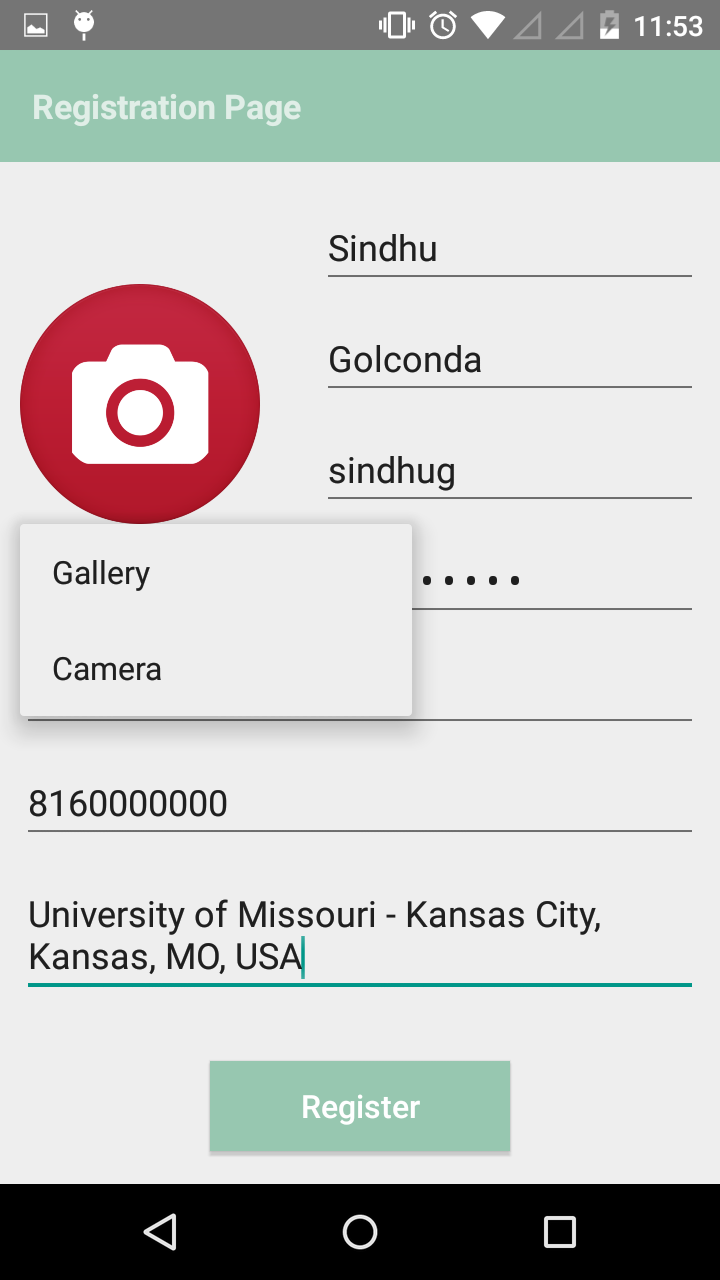 11:53
Registration Page
Sindhu
Golconda
sindhug
•••••
Gallery
Camera
8160000000
University of Missouri - Kansas City,
Kansas, MO, USA
Register